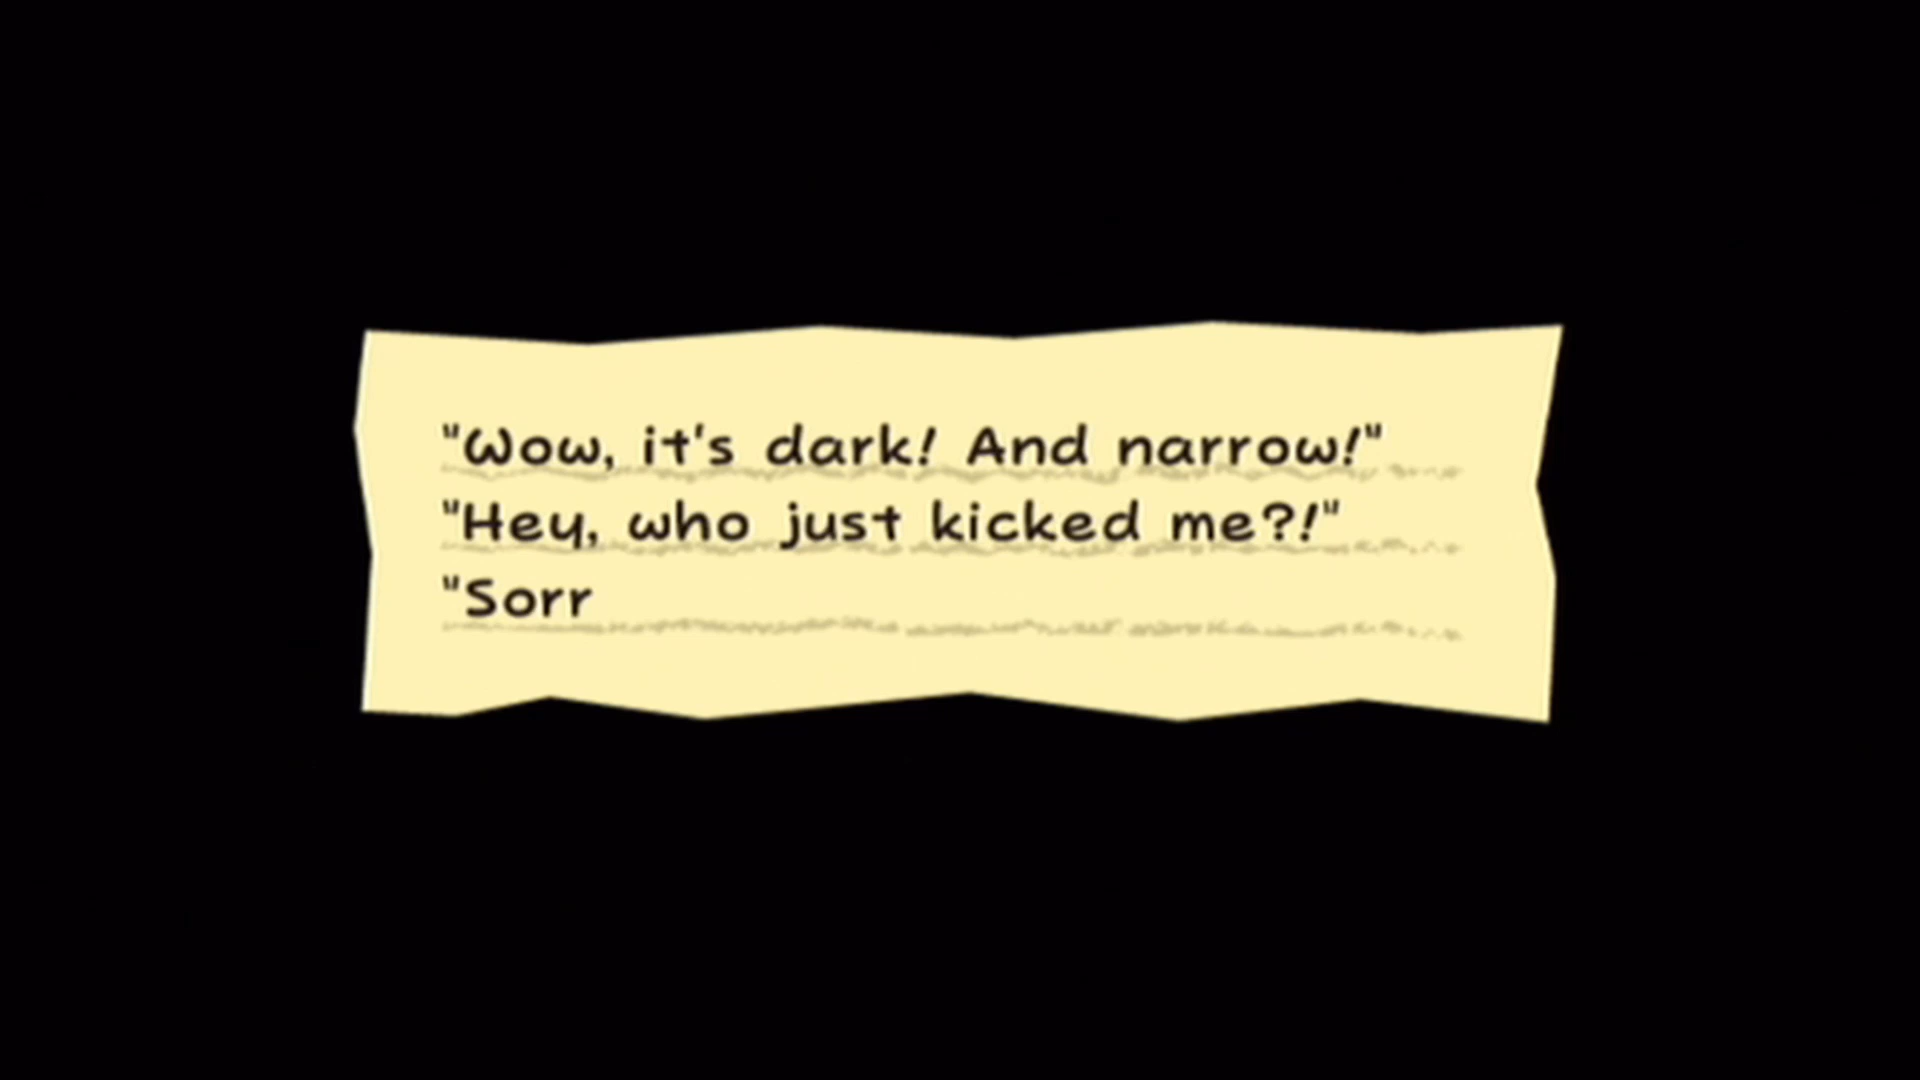 "Wow, it's dark! And narrow!"
"Hey, who just kicked me?!"
"Sorr